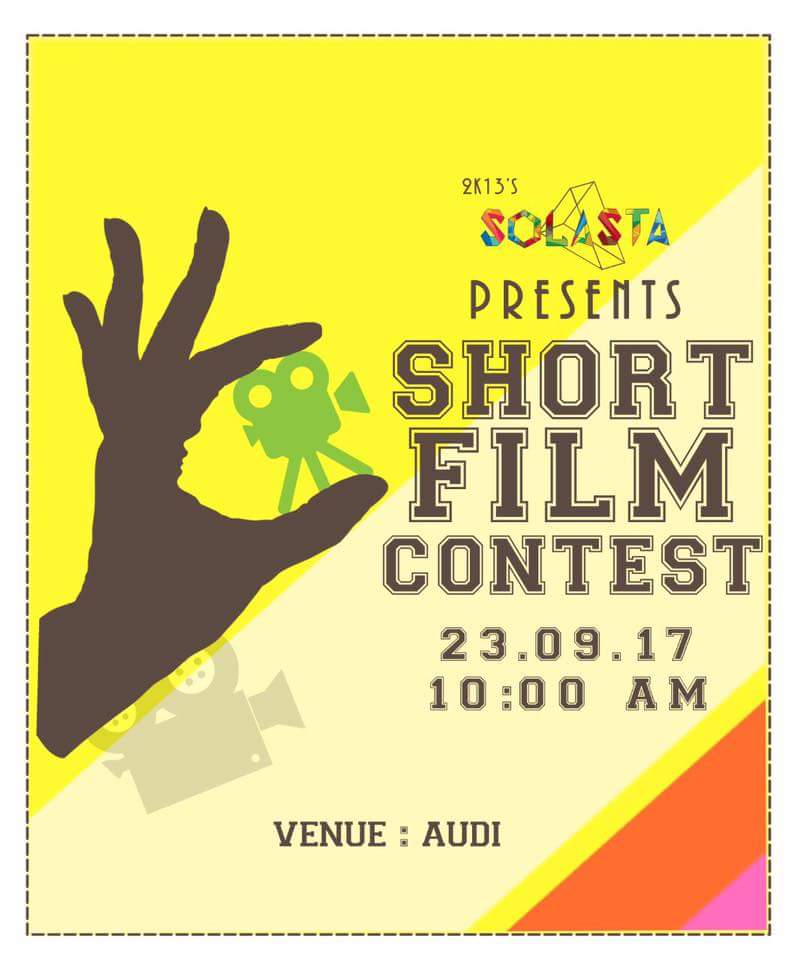 2K13'S
SOLASTA
PRESENTS
SHORT
FILM
CONTEST
23.09.17
10:00 AM
VENUE : AUDI